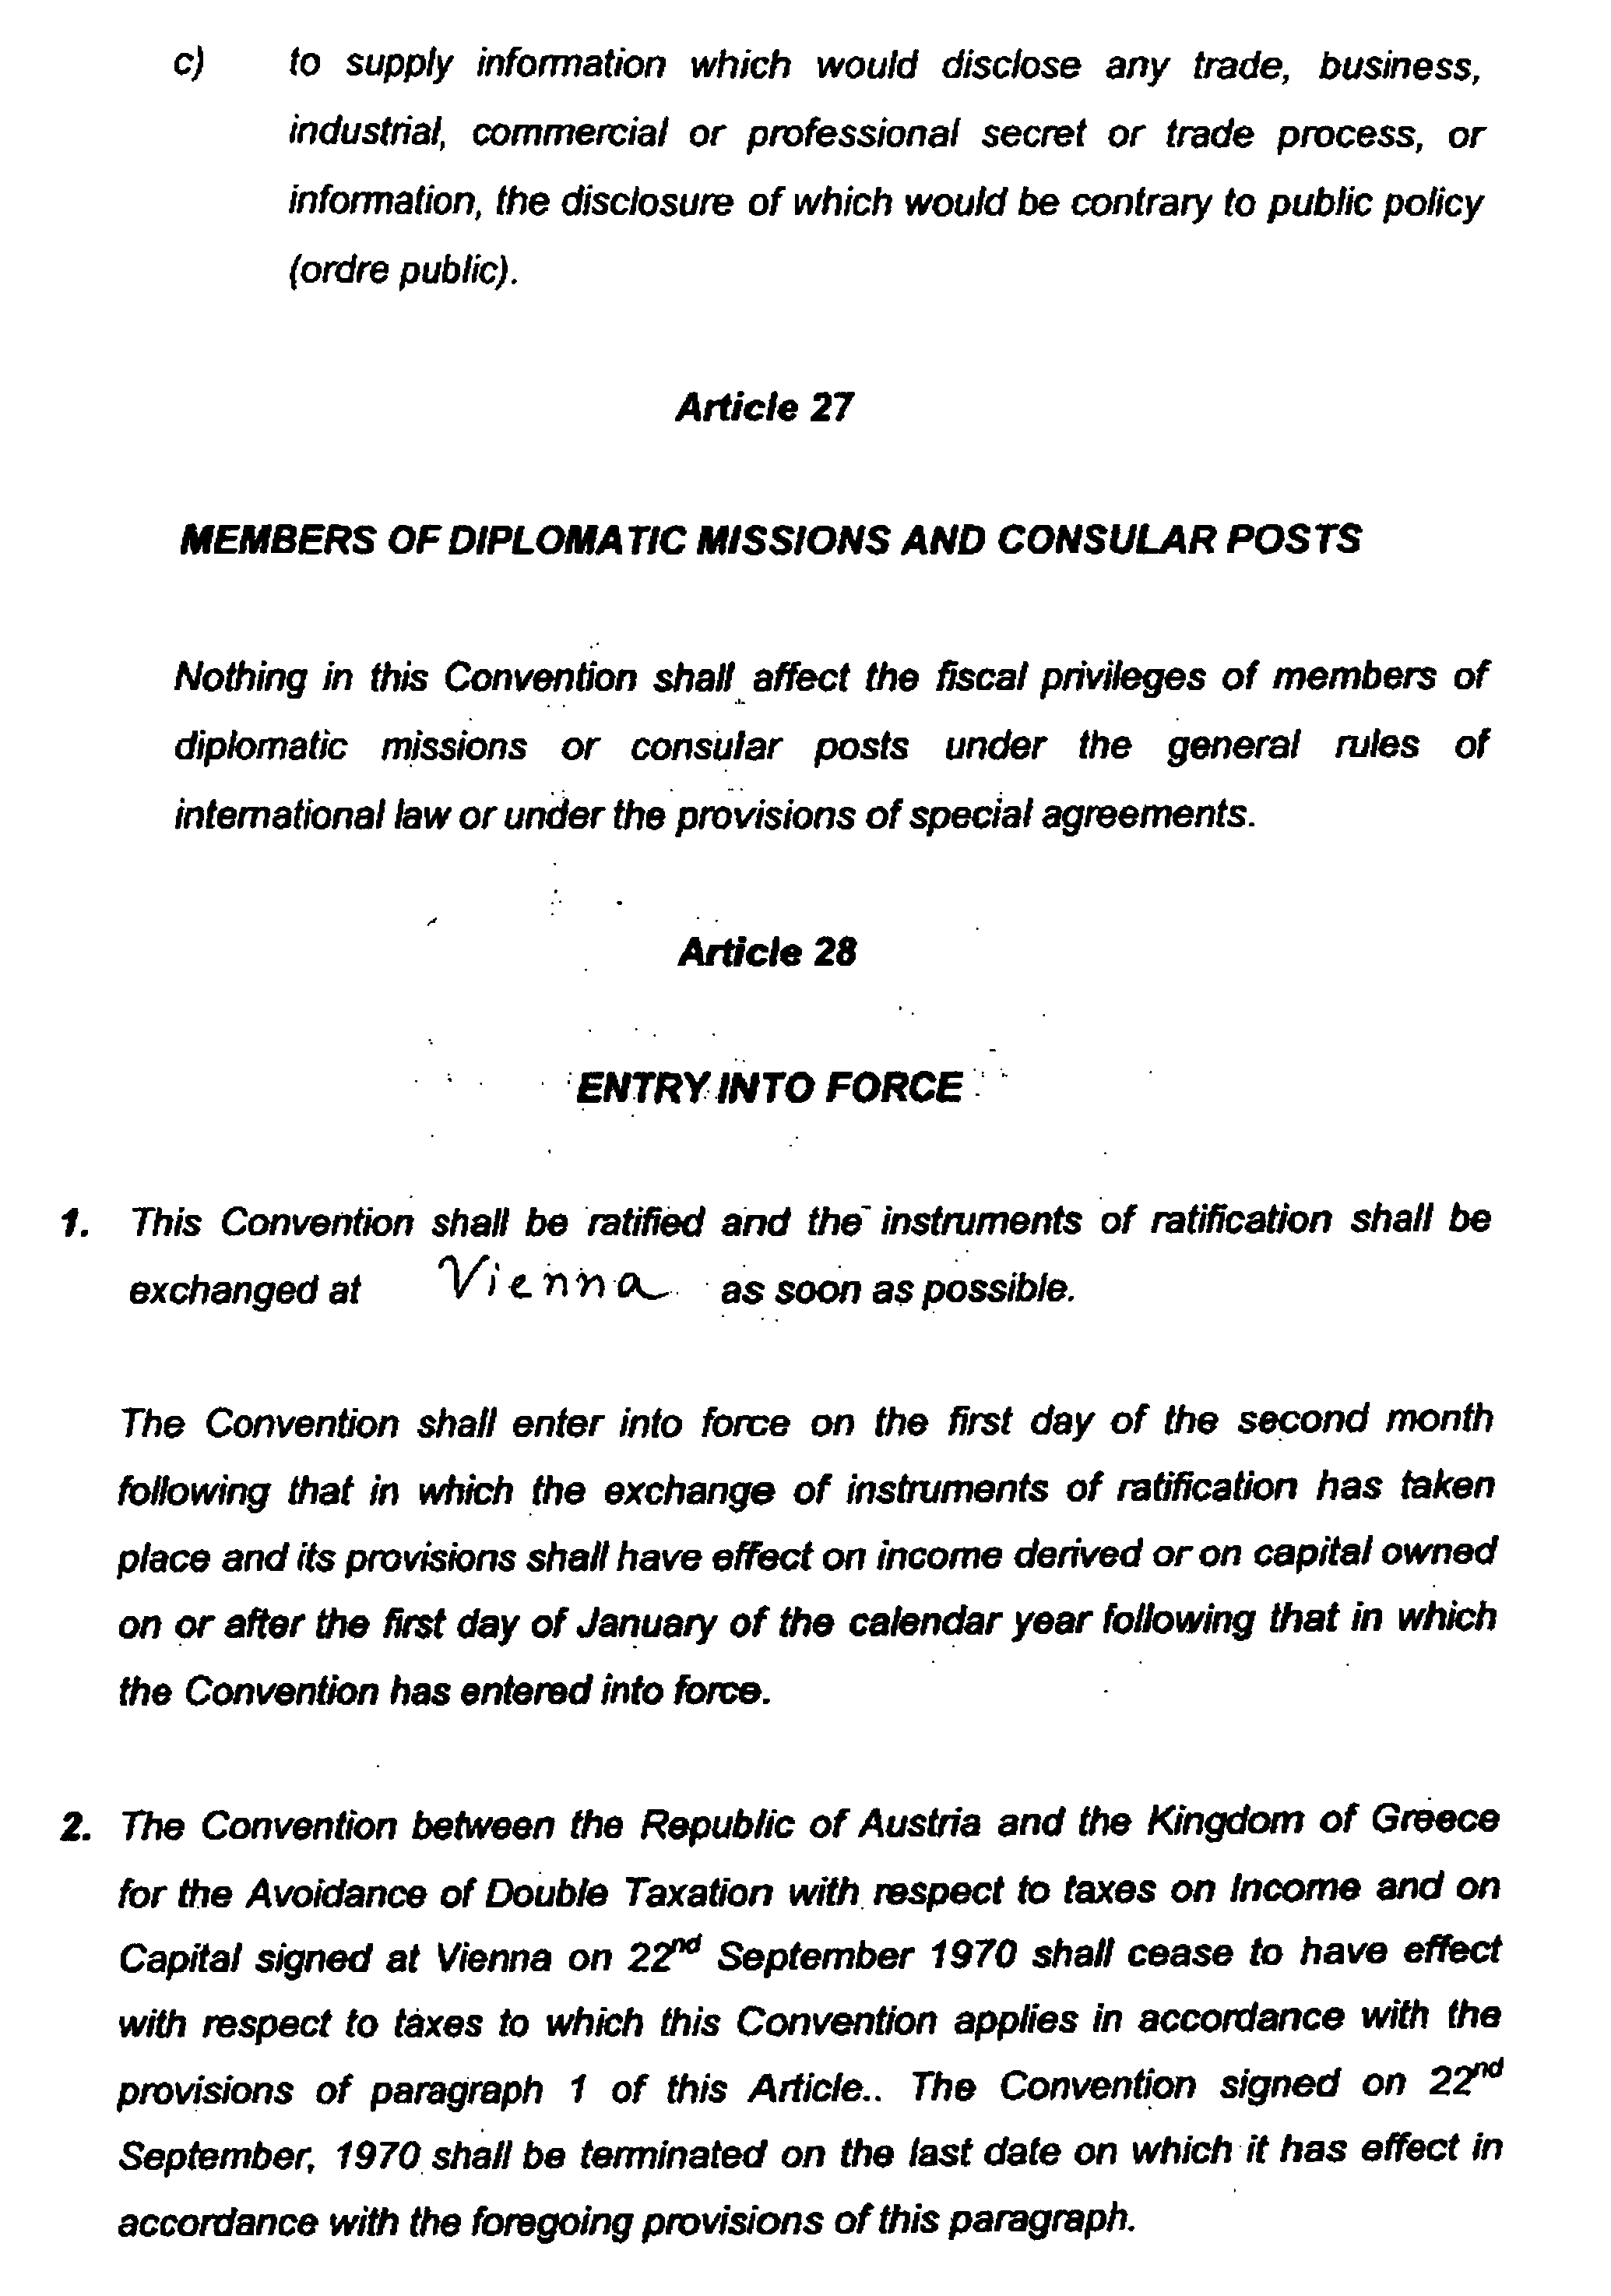 c) to supply information which would disclose any trade, business,
industrial, commercial or professional secret or trade process, or
information, the disclosure of which would be contrary to public policy
(ordre public).
Article 27
MEMBERS OF DIPLOMATIC MISSIONS AND CONSULAR POSTS
Nothing in this Convention shall affect the fiscal privileges of members of
diplomatic missions or consular posts under the general rules of
international law or under the provisions of special agreements.
Article 28
ENTRY INTO FORCE
1. This Convention shall be ratified and the instruments of ratification shall be
exchanged at Vienna as soon as possible.
The Convention shall enter into force on the first day of the second month
following that in which the exchange of instruments of ratification has taken
place and its provisions shall have effect on income derived or on capital owned
on or after the first day of January of the calendar year following that in which
the Convention has entered into force.
2. The Convention between the Republic of Austria and the Kingdom of Greece
for the Avoidance of Double Taxation with respect to taxes on Income and on
Capital signed at Vienna on 22nd September 1970 shall cease to have effect
with respect to taxes to which this Convention applies in accordance with the
provisions of paragraph 1 of this Article.. The Convention signed on 22nd
September, 1970 shall be terminated on the last date on which it has effect in
accordance with the foregoing provisions of this paragraph.